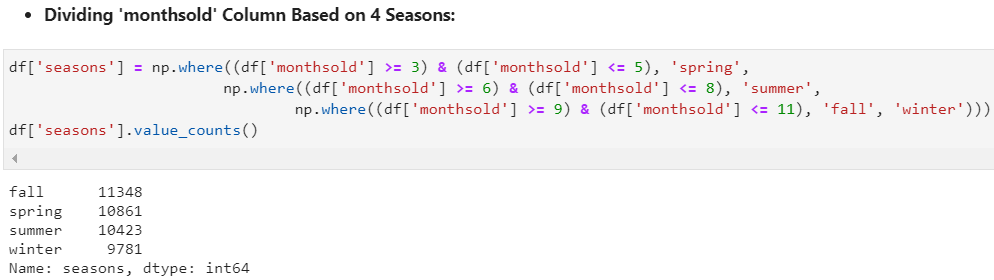 • Dividing 'monthsold' Column Based on 4 Seasons:
df['seasons'] = np.where((df['monthsold'] >= 3) & (df['monthsold'] <= 5), 'spring',
                        np.where((df['monthsold'] >= 6) & (df['monthsold'] <= 8), 'summer',
                                np.where((df['monthsold'] >= 9) & (df['monthsold'] <= 11), 'fall', 'winter')))
df['seasons'].value_counts()
fall      11348
spring    10861
summer    10423
winter     9781
Name: seasons, dtype: int64